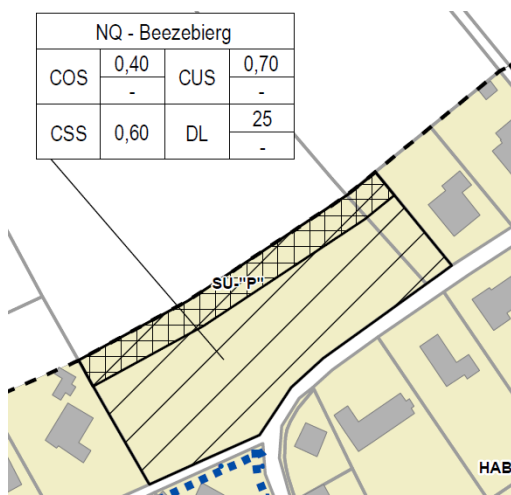 NQ - Beezebierg
COS 0,40 CUS 0,70
- -
CSS 0,60 DL 25
-
SU-"P"
HAB